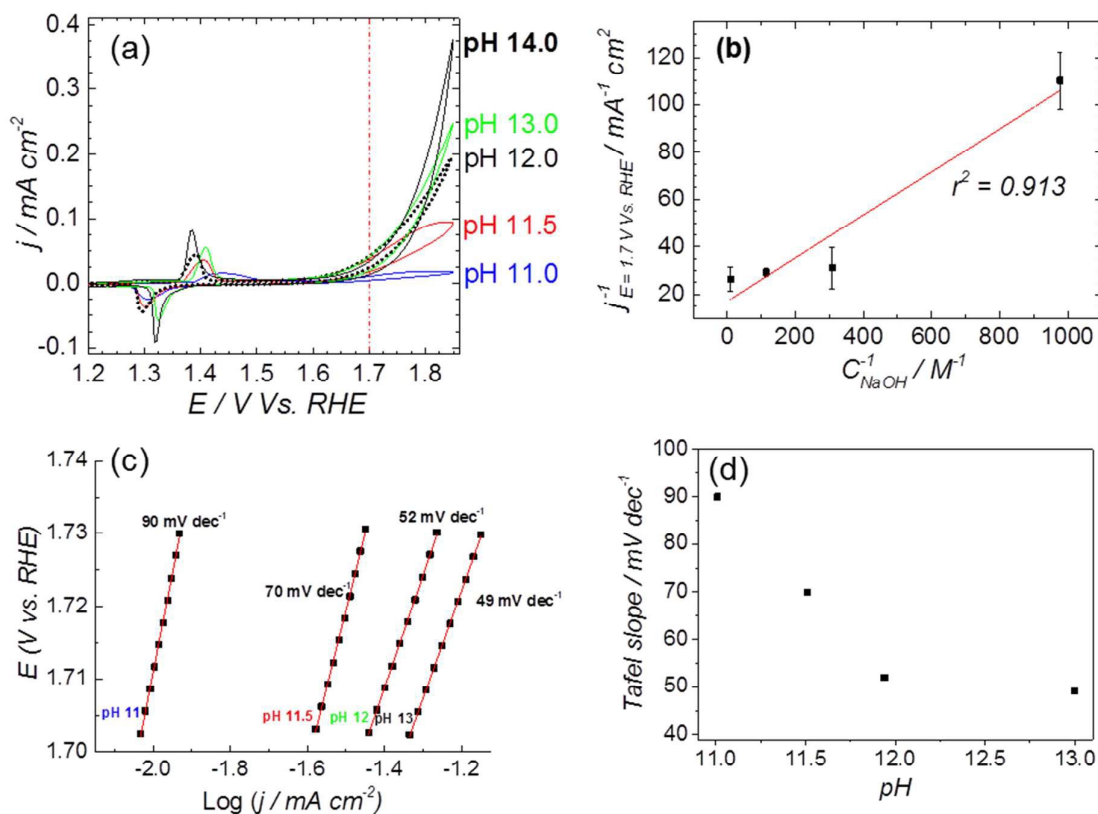 (a)
pH 14.0
pH 13.0
pH 12.0
pH 11.5
pH 11.0
0.4
0.3
0.2
0.1
0.0
-0.1
j / mA cm-2
1.2 1.3 1.4 1.5 1.6 1.7 1.8
E / V Vs. RHE
(b)
120
100
80
60
40
20
j-1 E = 1.7 V Vs. RHE / mA-1 cm2
r2 = 0.913
0 200 400 600 800 1000
C-1 NaOH / M-1
(c)
1.74
1.73
1.72
1.71
1.70
E (V vs. RHE)
90 mV dec-1
52 mV dec-1
70 mV dec-1
49 mV dec-1
pH 11
pH 11.5
pH 12
pH 13
-2.0 -1.8 -1.6 -1.4 -1.2
Log (j / mA cm-2)
(d)
100
90
80
70
60
50
40
Tafel slope / mV dec-1
11.0 11.5 12.0 12.5 13.0
pH